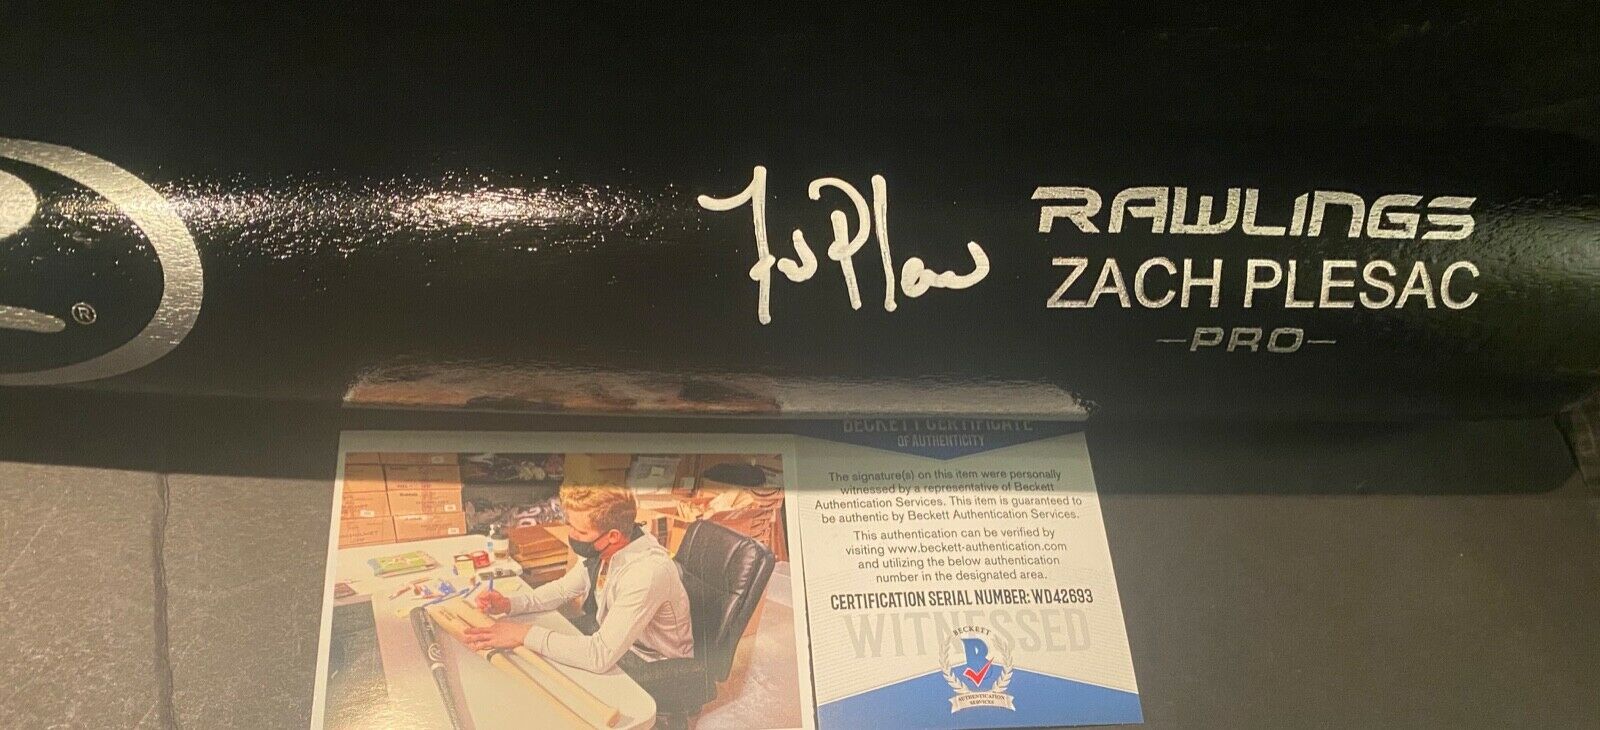 RAWLINGS
ZACH PLESAC
-PRO-
®
BECKETT CERTIFICATE
OF AUTHENTICITY
The signature(s) on this item were personally
witnessed by a representative of Beckett
Authentication Services. This item is guaranteed to
be authentic by Beckett Authentication Services.
This authentication can be verified by
visiting www.beckett-authentication.com
and utilizing the below authentication
number in the designated area.
CERTIFICATION SERIAL NUMBER: WD42693
WITNESSED
BECKETT
B
AUTHENTICATION
SERVICES